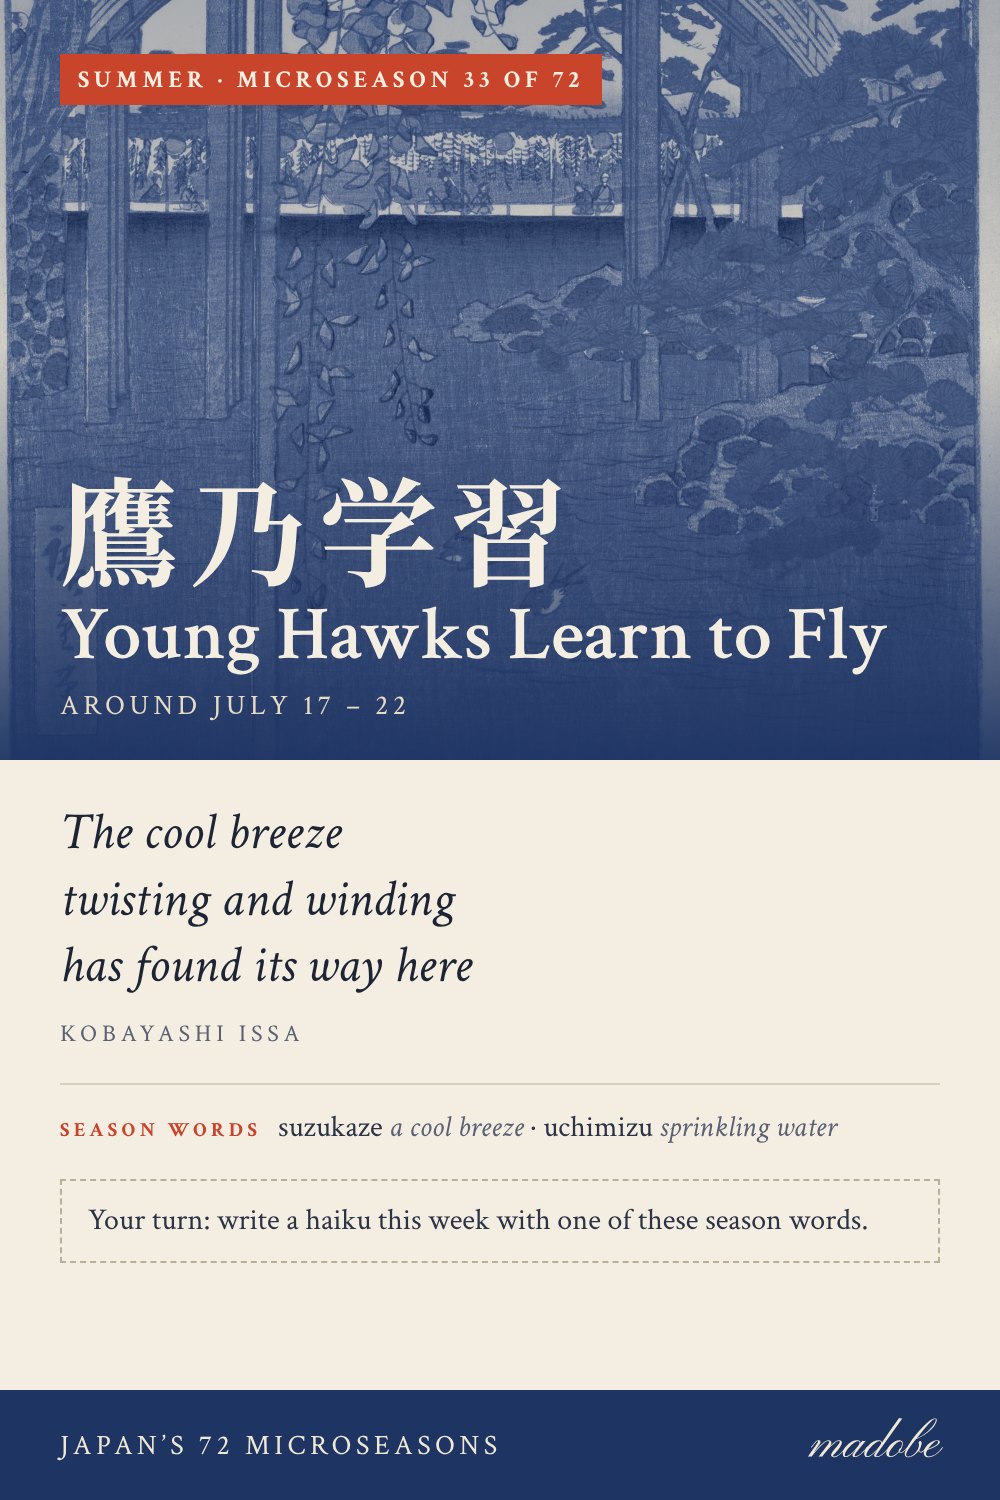 SUMMER · MICROSEASON 33 OF 72
鷹乃学習
Young Hawks Learn to Fly
AROUND JULY 17 – 22
The cool breeze
twisting and winding
has found its way here
KOBAYASHI ISSA
SEASON WORDS suzukaze a cool breeze · uchimizu sprinkling water
Your turn: write a haiku this week with one of these season words.
JAPAN’S 72 MICROSEASONS
madobe